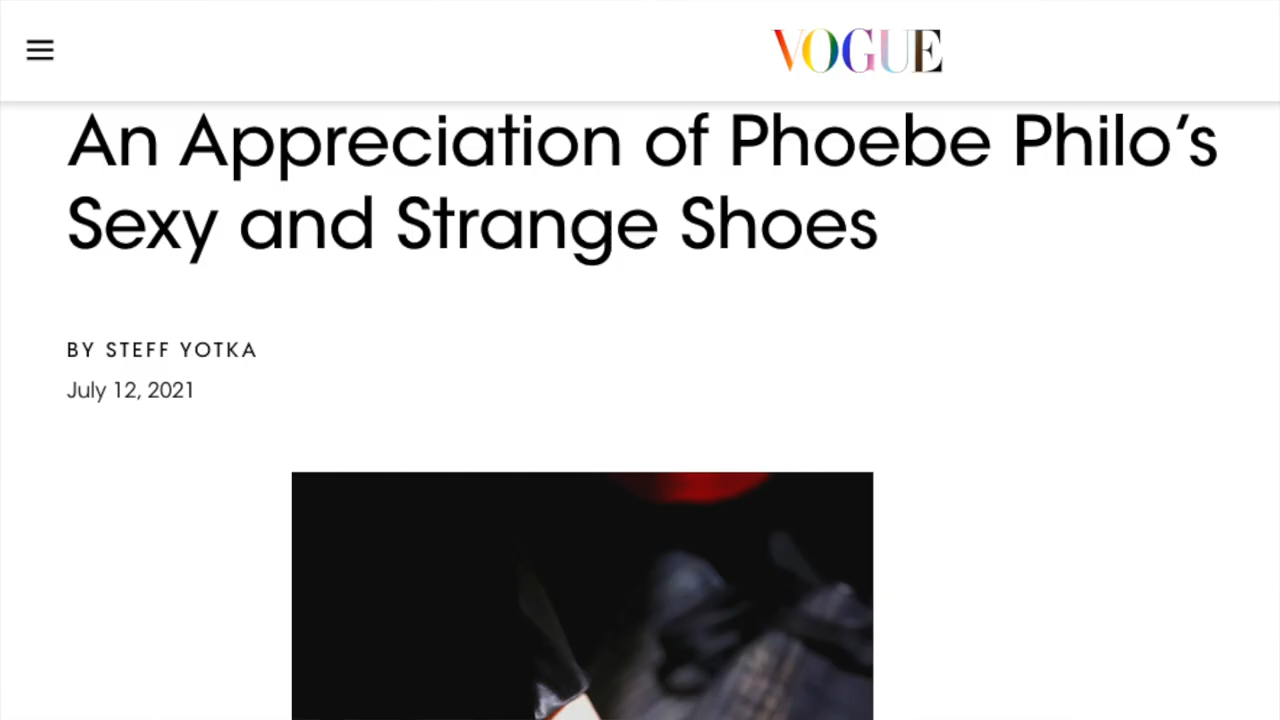 VOGUE
An Appreciation of Phoebe Philo’s
Sexy and Strange Shoes
BY STEFF YOTKA
July 12, 2021